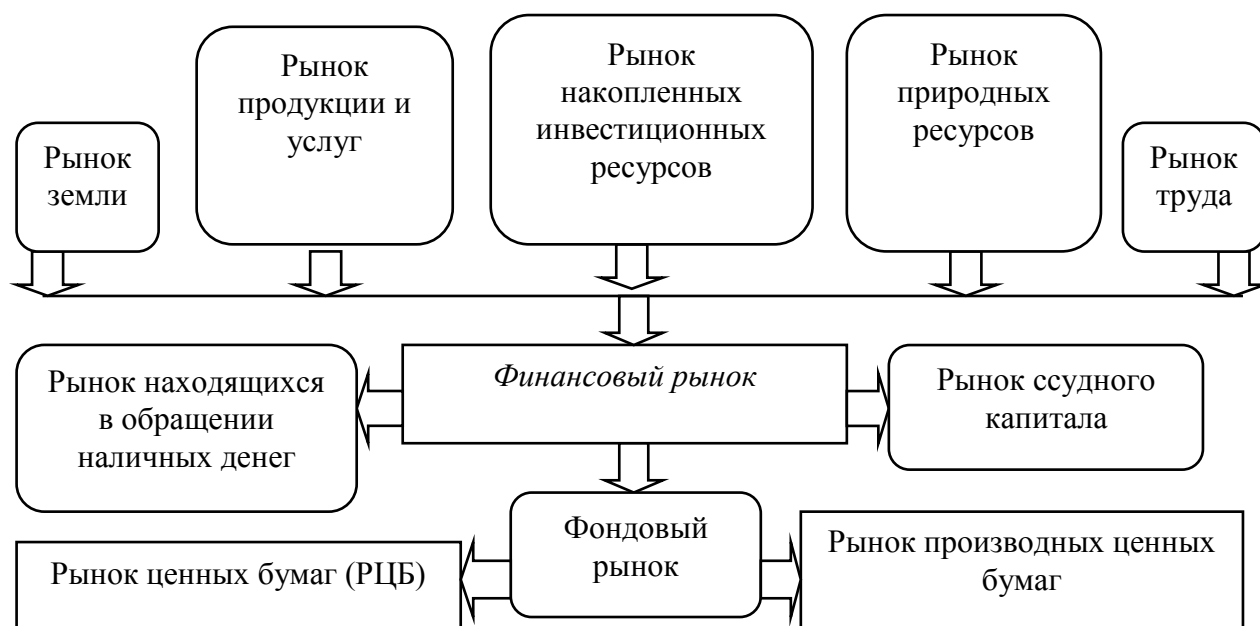 Рынок
земли
Рынок
продукции и
услуг
Рынок
накопленных
инвестиционных
ресурсов
Рынок
природных
ресурсов
Рынок
труда
Рынок находящихся
в обращении
наличных денег
Финансовый рынок
Рынок ссудного
капитала
Рынок ценных бумаг (РЦБ)
Фондовый
рынок
Рынок производных ценных
бумаг